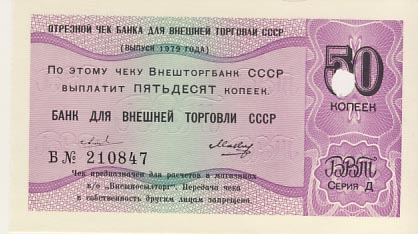 ОТРЕЗНОЙ ЧЕК БАНКА ДЛЯ ВНЕШНЕЙ ТОРГОВЛИ СССР
(ВЫПУСК 1979 ГОДА)
50
КОПЕЕК
По этому чеку Внешторгбанк СССР
выплатит ПЯТЬДЕСЯТ копеек.
БАНК ДЛЯ ВНЕШНЕЙ ТОРГОВЛИ СССР
В № 210847
ВВТ
Серия Д
Чек предназначен для расчетов в магазинах
в/о „Внешпосылторг". Передача чека
в собственность другим лицам запрещена.